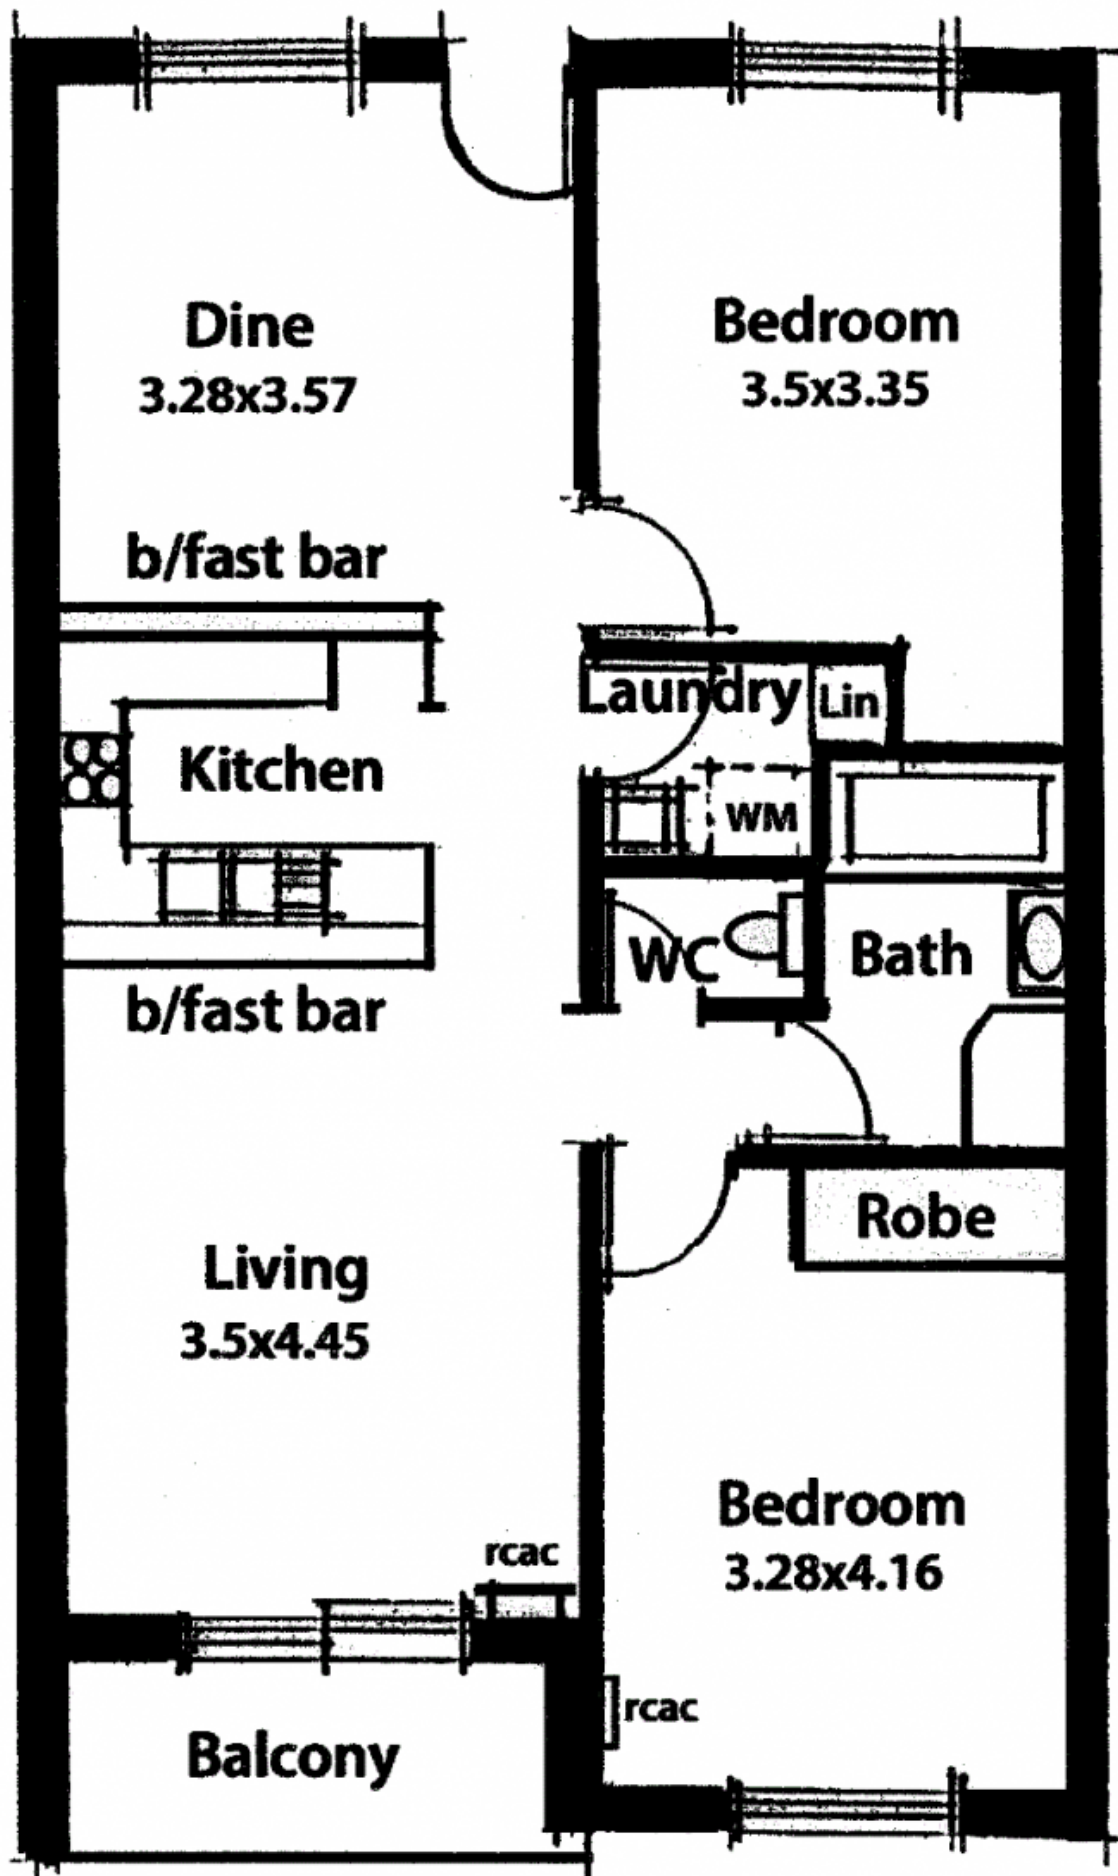 Dine
3.28x3.57
Bedroom
3.5x3.35
b/fast bar
Laundry
Lin
Kitchen
WM
WC
Bath
b/fast bar
Robe
Living
3.5x4.45
Bedroom
3.28x4.16
rcac
rcac
Balcony